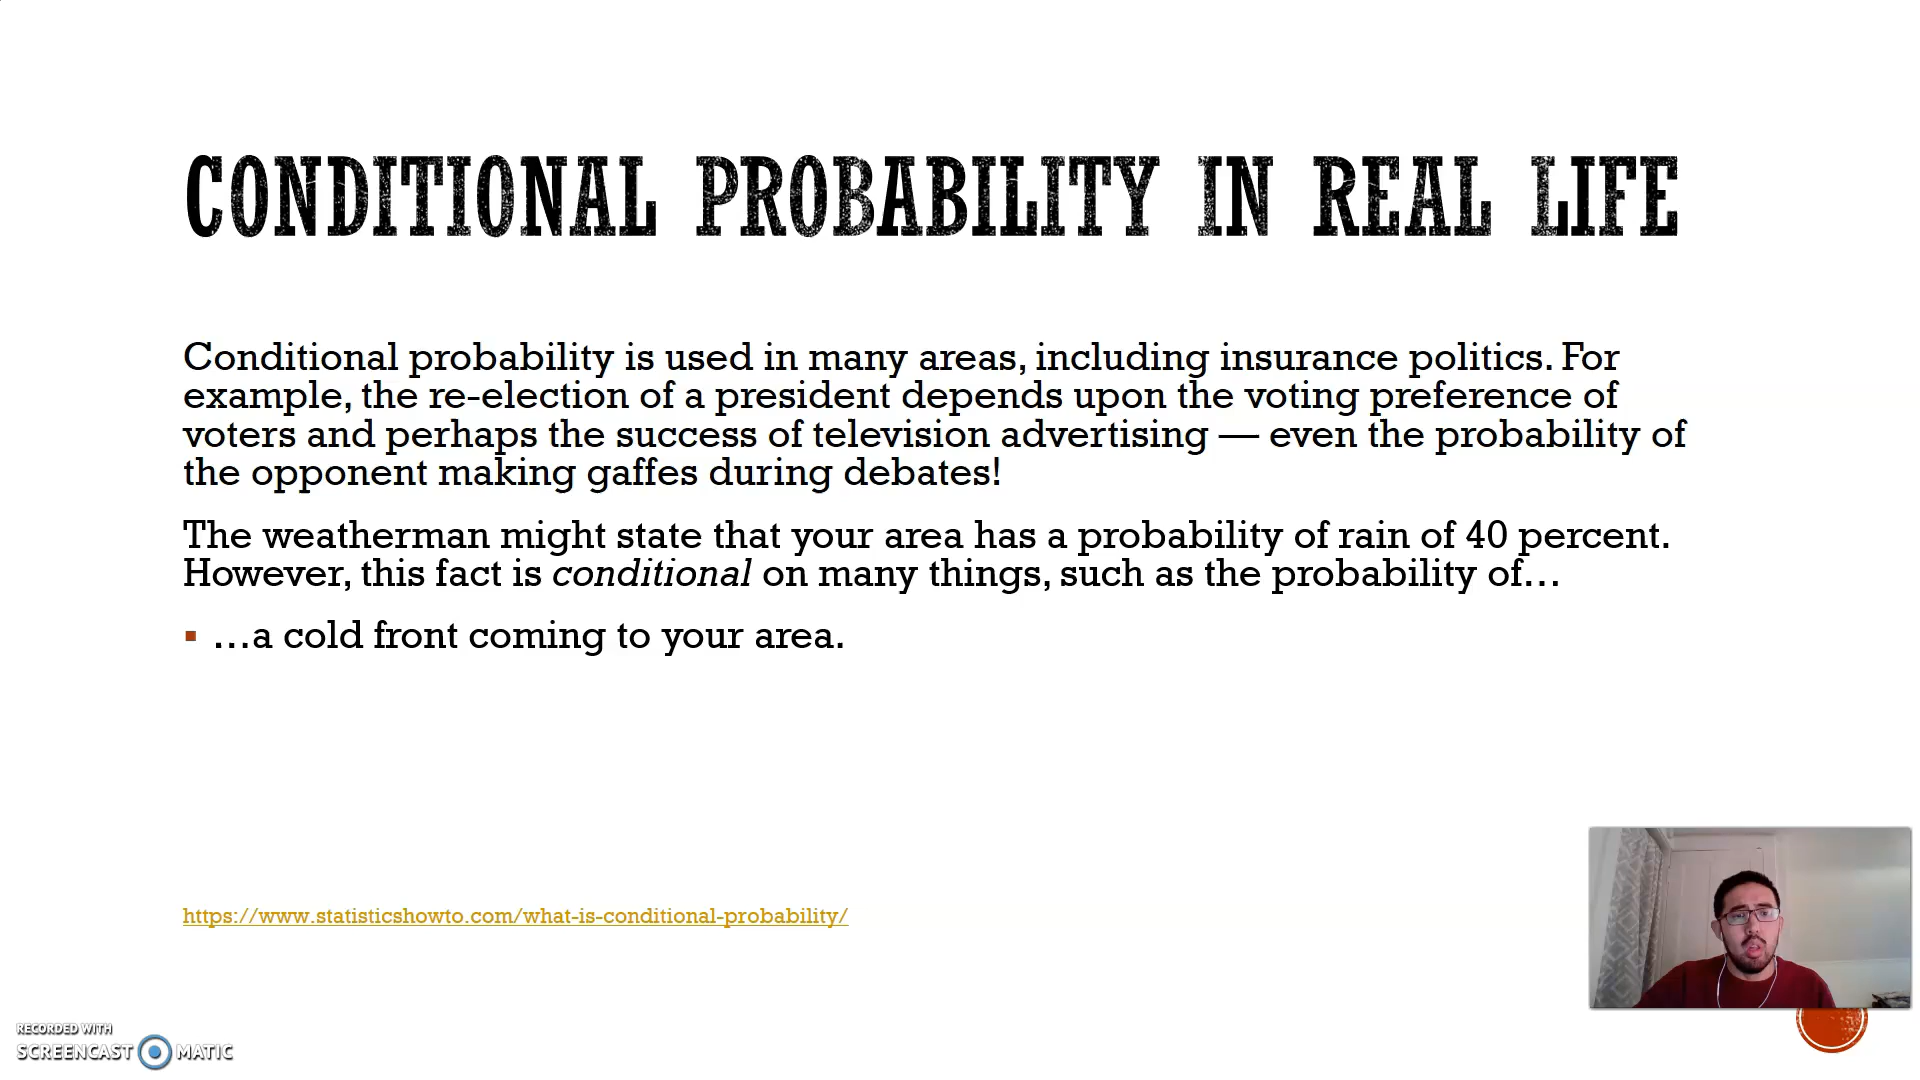 CONDITIONAL PROBABILITY IN REAL LIFE
Conditional probability is used in many areas, including insurance politics. For
example, the re-election of a president depends upon the voting preference of
voters and perhaps the success of television advertising — even the probability of
the opponent making gaffes during debates!
The weatherman might state that your area has a probability of rain of 40 percent.
However, this fact is conditional on many things, such as the probability of…
▪ …a cold front coming to your area.
https://www.statisticshowto.com/what-is-conditional-probability/
RECORDED WITH
SCREENCAST MATIC